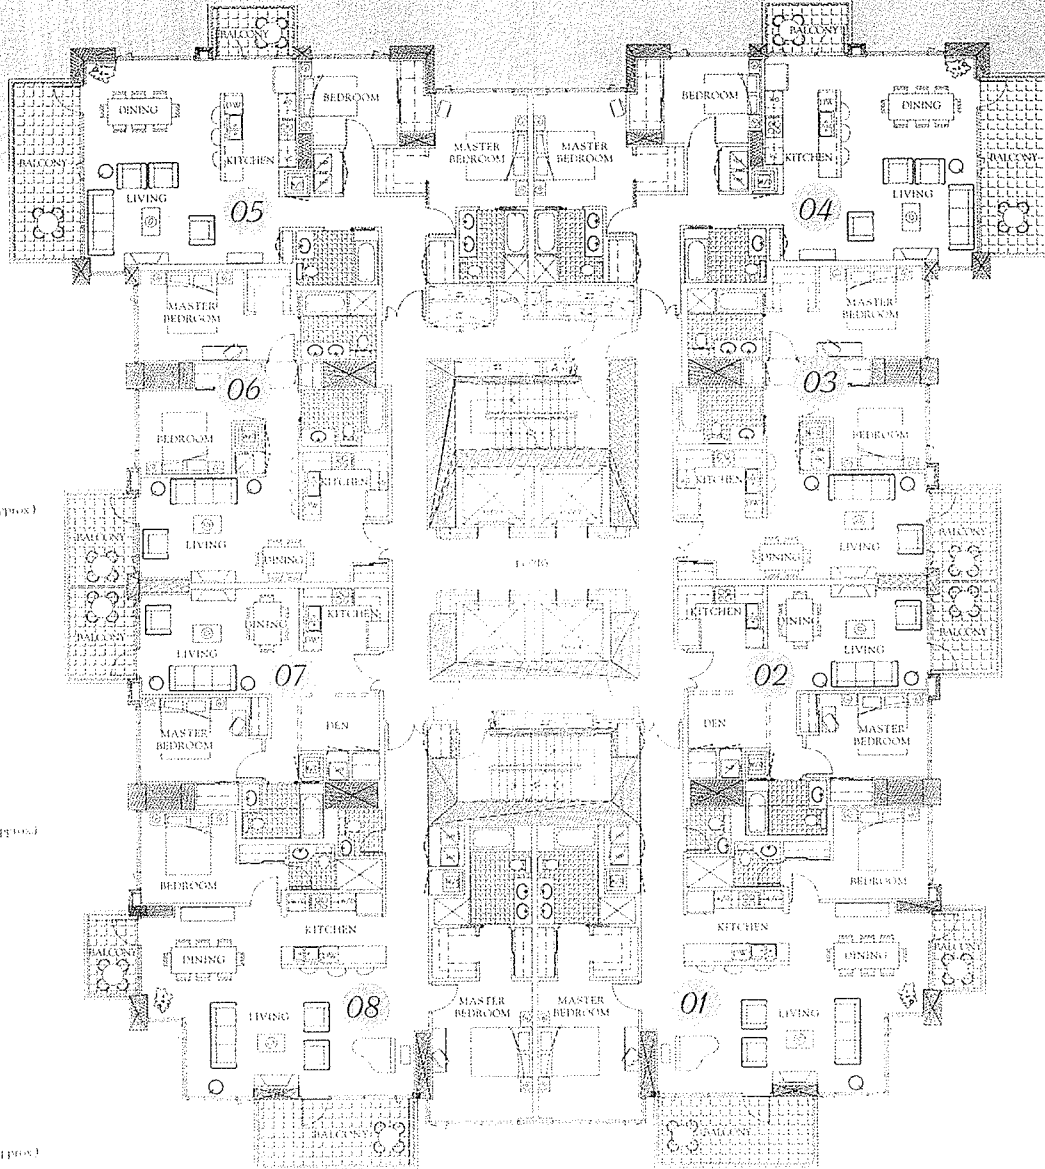 BALCONY
BALCONY
DINING
DW
KITCHEN
BEDROOM
MASTER
BEDROOM
MASTER
BEDROOM
BEDROOM
DW
KITCHEN
DINING
BALCONY
LIVING
05
BALCONY
LIVING
04
MASTER
BEDROOM
MASTER
BEDROOM
06
03
BEDROOM
BEDROOM
KITCHEN
KITCHEN
BALCONY
LIVING
DINING
LOBBY
DINING
LIVING
BALCONY
BALCONY
LIVING
DINING
KITCHEN
KITCHEN
DINING
LIVING
BALCONY
07
02
MASTER
BEDROOM
DEN
DEN
MASTER
BEDROOM
BEDROOM
BEDROOM
BALCONY
DINING
KITCHEN
KITCHEN
DINING
BALCONY
LIVING
08
MASTER
BEDROOM
MASTER
BEDROOM
01
LIVING
BALCONY
BALCONY